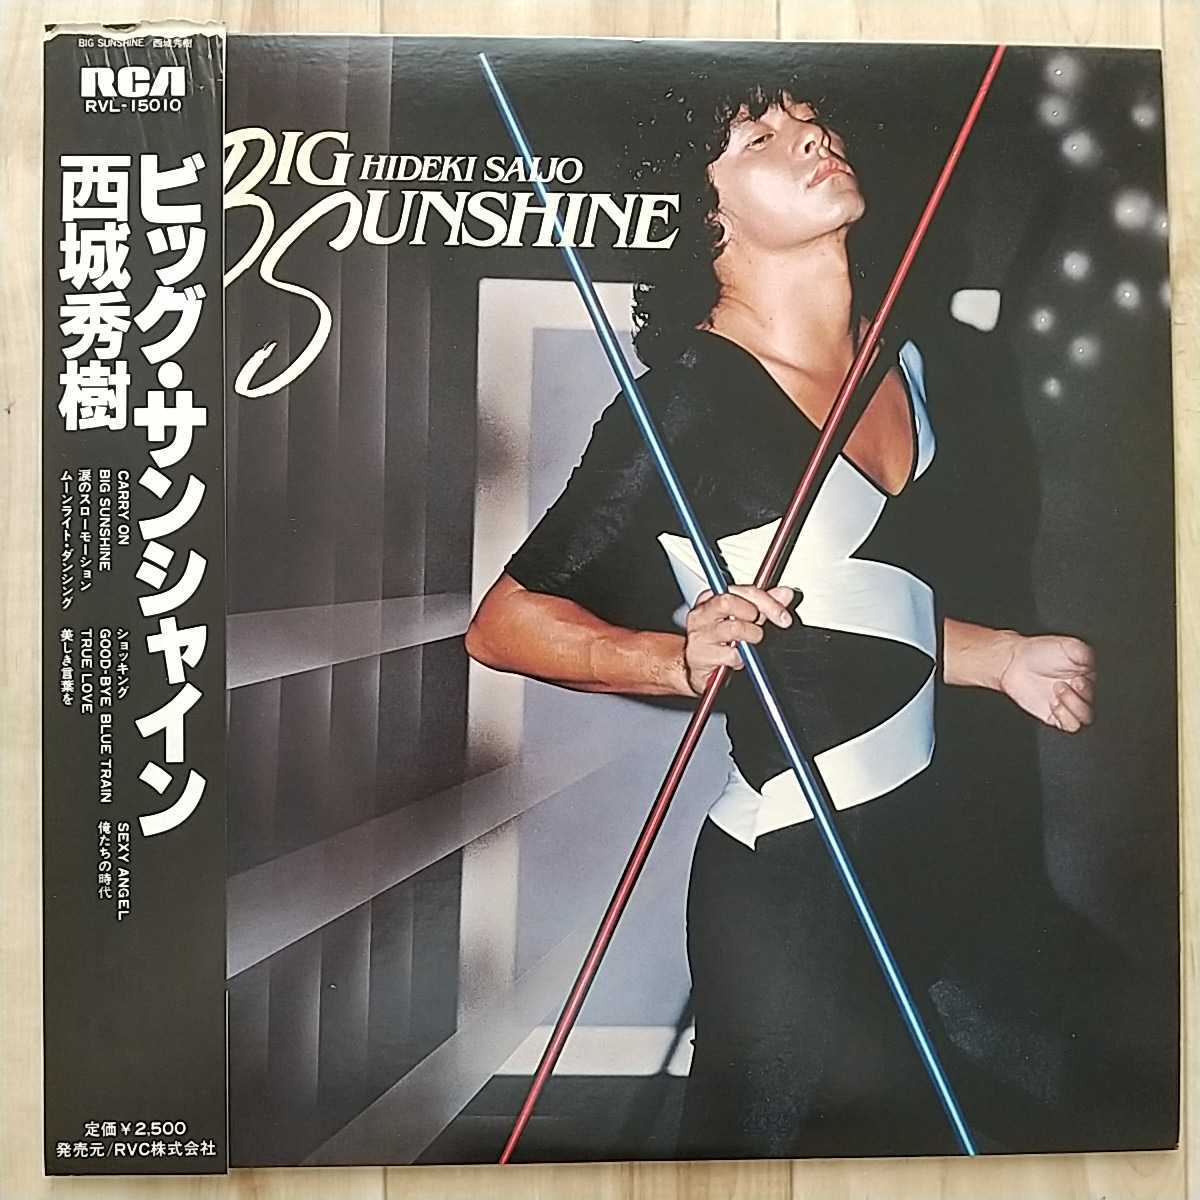 BIG SUNSHINE／西城秀樹
RCA
RVL-15010
ビッグ・サンシャイン
西城秀樹
CARRY ON
BIG SUNSHINE
涙のスローモーション
ムーンライト・ダンシング
ショッキング
GOOD-BYE BLUE TRAIN
TRUE LOVE
美しき言葉を
SEXY ANGEL
俺たちの時代
定価￥2,500
発売元/RVC株式会社
BIG HIDEKI SAIJO
SUNSHINE